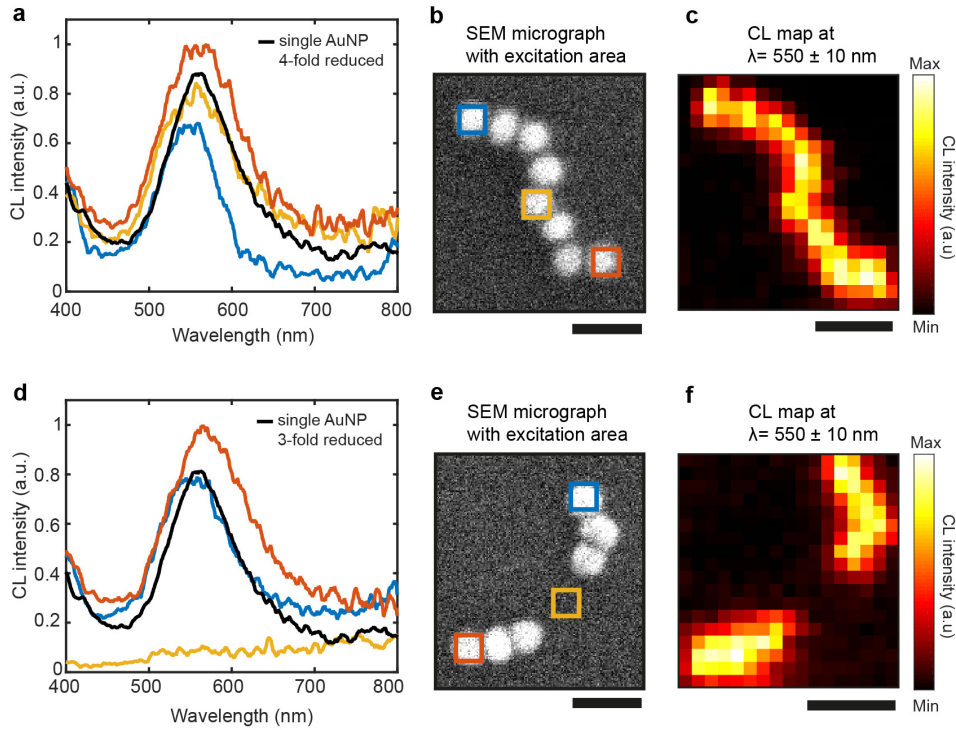 a
CL intensity (a.u.)
1
0.8
0.6
0.4
0.2
0
400
500
600
700
800
Wavelength (nm)
single AuNP
4-fold reduced
b
SEM micrograph
with excitation area
c
CL map at
λ= 550 ± 10 nm
Max
CL intensity (a.u)
Min
d
CL intensity (a.u.)
1
0.8
0.6
0.4
0.2
0
400
500
600
700
800
Wavelength (nm)
single AuNP
3-fold reduced
e
SEM micrograph
with excitation area
f
CL map at
λ= 550 ± 10 nm
Max
CL intensity (a.u)
Min